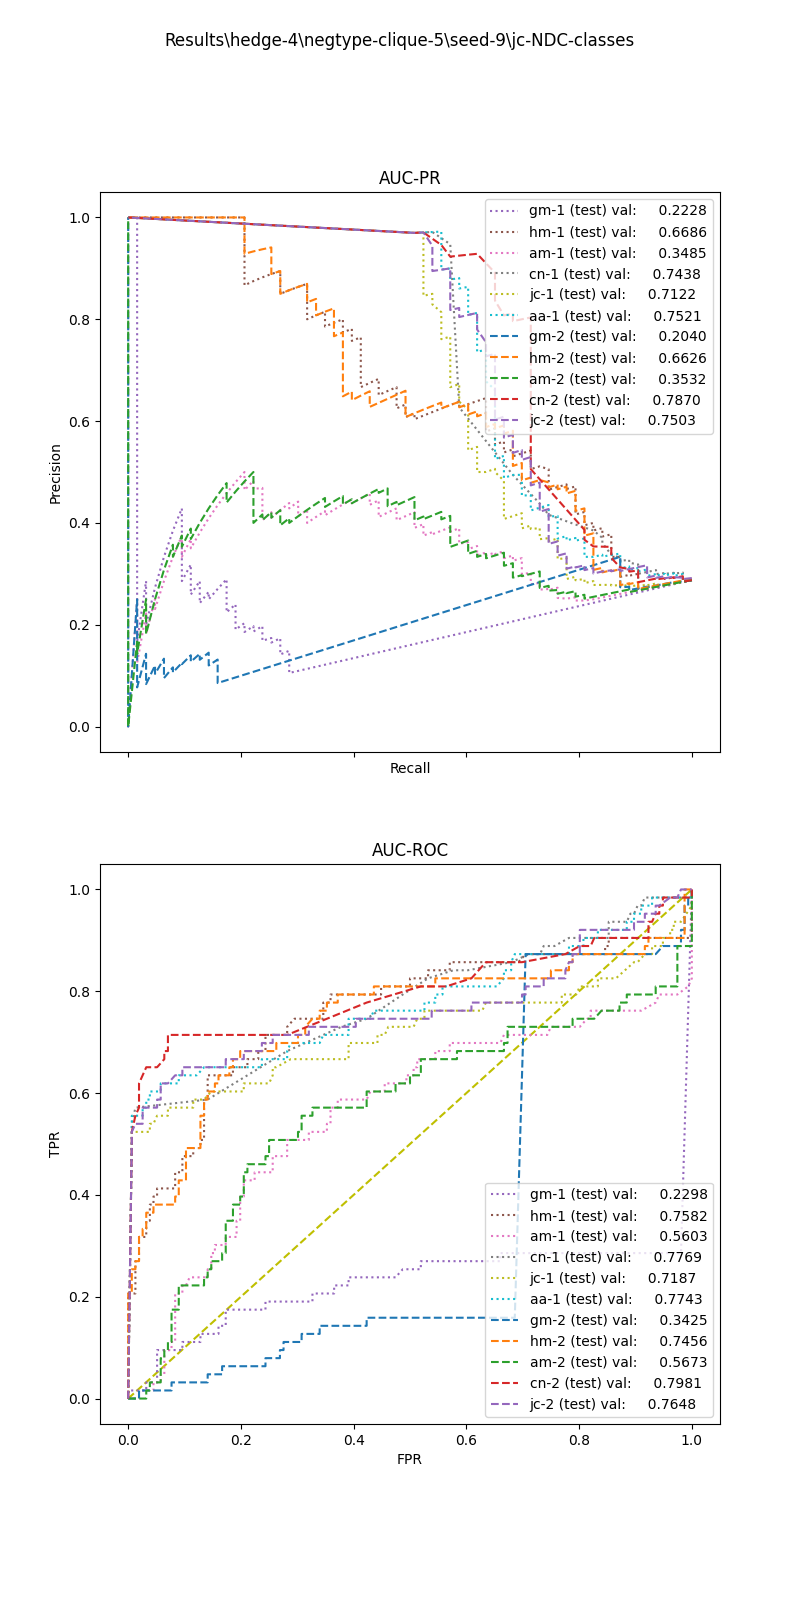 Results\hedge-4\negtype-clique-5\seed-9\jc-NDC-classes
AUC-PR
1.0
0.8
0.6
0.4
0.2
0.0
Precision
Recall
gm-1 (test) val: 0.2228
hm-1 (test) val: 0.6686
am-1 (test) val: 0.3485
cn-1 (test) val: 0.7438
jc-1 (test) val: 0.7122
aa-1 (test) val: 0.7521
gm-2 (test) val: 0.2040
hm-2 (test) val: 0.6626
am-2 (test) val: 0.3532
cn-2 (test) val: 0.7870
jc-2 (test) val: 0.7503
AUC-ROC
1.0
0.8
0.6
0.4
0.2
0.0
TPR
gm-1 (test) val: 0.2298
hm-1 (test) val: 0.7582
am-1 (test) val: 0.5603
cn-1 (test) val: 0.7769
jc-1 (test) val: 0.7187
aa-1 (test) val: 0.7743
gm-2 (test) val: 0.3425
hm-2 (test) val: 0.7456
am-2 (test) val: 0.5673
cn-2 (test) val: 0.7981
jc-2 (test) val: 0.7648
0.0 0.2 0.4 0.6 0.8 1.0
FPR